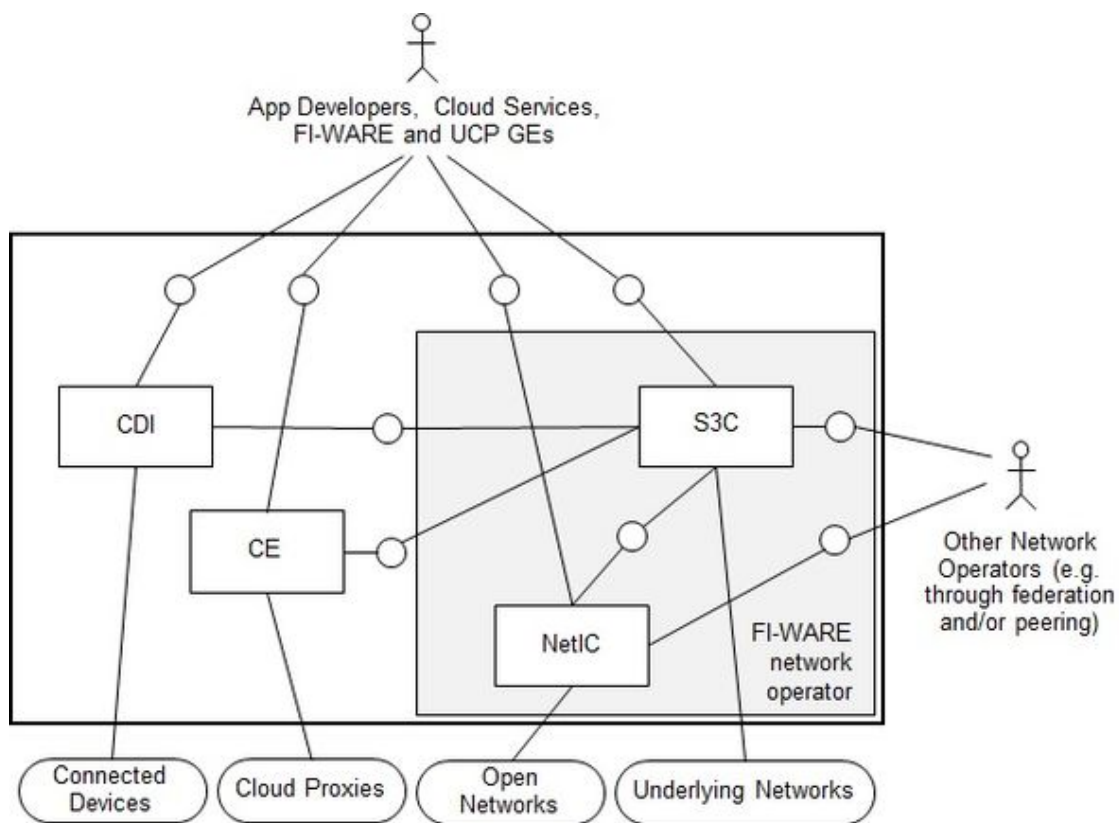 App Developers, Cloud Services,
FI-WARE and UCP GEs
CDI
S3C
CE
NetIC
Other Network
Operators (e.g.
through federation
and/or peering)
FI-WARE
network
operator
Connected
Devices
Cloud Proxies
Open
Networks
Underlying Networks